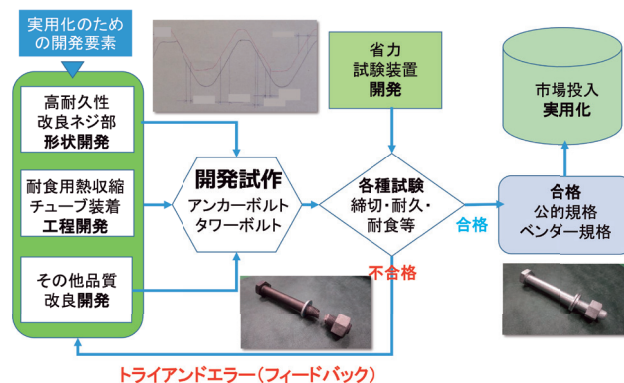 実用化のため
の開発要素
高耐久性
改良ネジ部
形状開発
耐食用熱収縮
チューブ装着
工程開発
その他品質
改良開発
開発試作
アンカーボルト
タワーボルト
省力
試験装置
開発
各種試験
締切・耐久・
耐食等
合格
不合格
市場投入
実用化
合格
公的規格
ベンダー規格
トライアンドエラー(フィードバック)